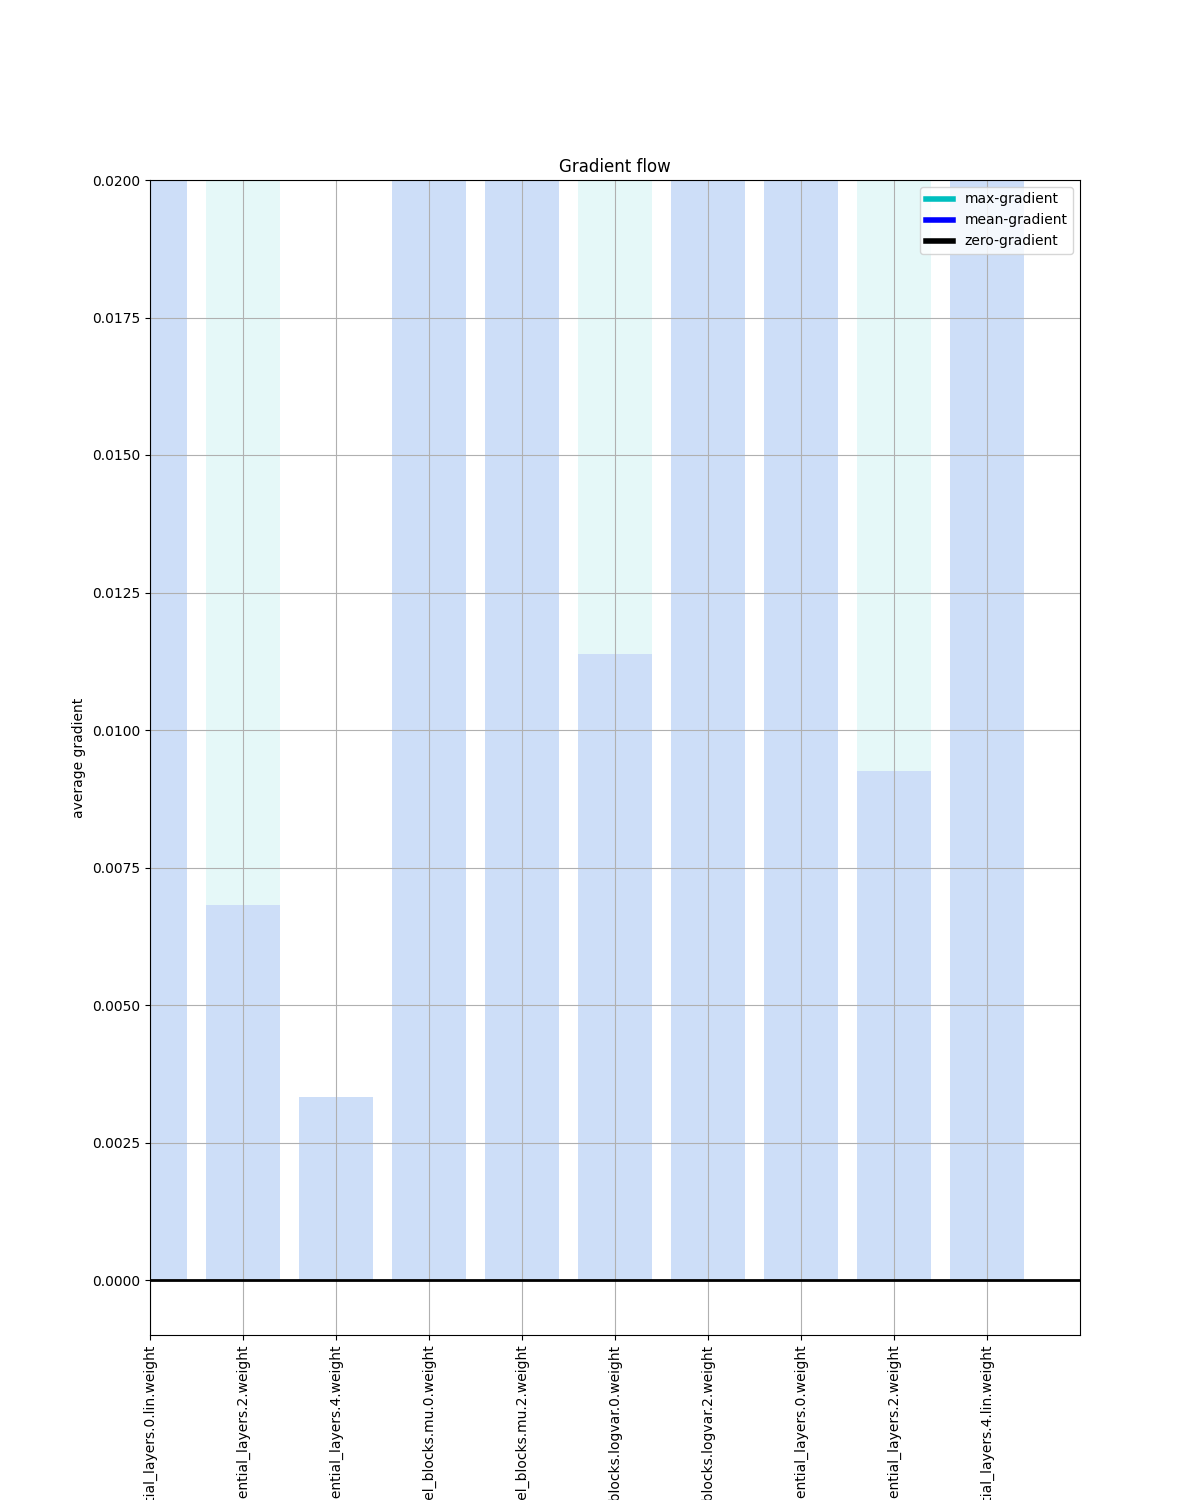 Gradient flow
max-gradient
mean-gradient
zero-gradient
0.0200
0.0175
0.0150
0.0125
0.0100
0.0075
0.0050
0.0025
0.0000
average gradient
tial_layers.0.lin.weight
ential_layers.2.weight
ential_layers.4.weight
el_blocks.mu.0.weight
el_blocks.mu.2.weight
blocks.logvar.0.weight
blocks.logvar.2.weight
ential_layers.0.weight
ential_layers.2.weight
tial_layers.4.lin.weight